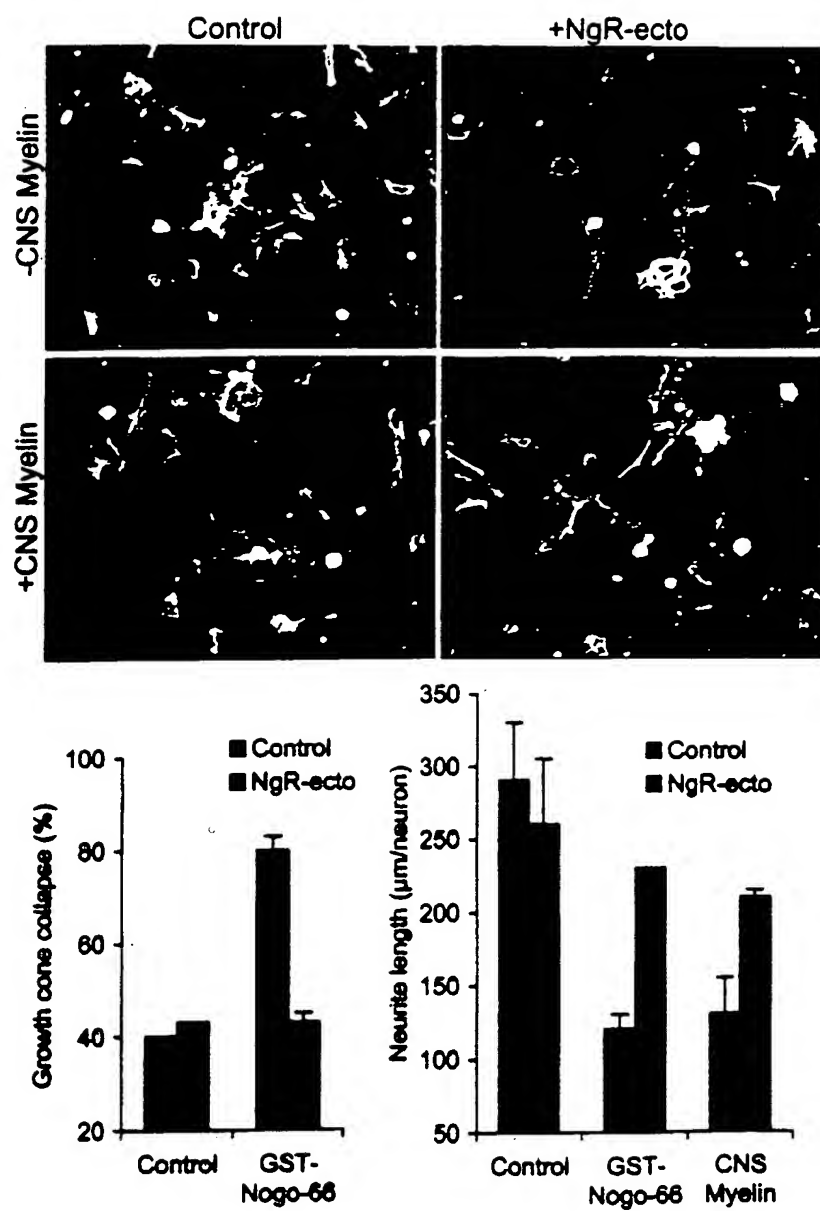 Control
+NgR-ecto
-CNS Myelin
+CNS Myelin
Growth cone collapse (%)
100
80
60
40
20
Control
NgR-ecto
Control
GST-
Nogo-66
Neurite length (µm/neuron)
350
300
250
200
150
100
50
Control
NgR-ecto
Control
GST-
Nogo-66
CNS
Myelin